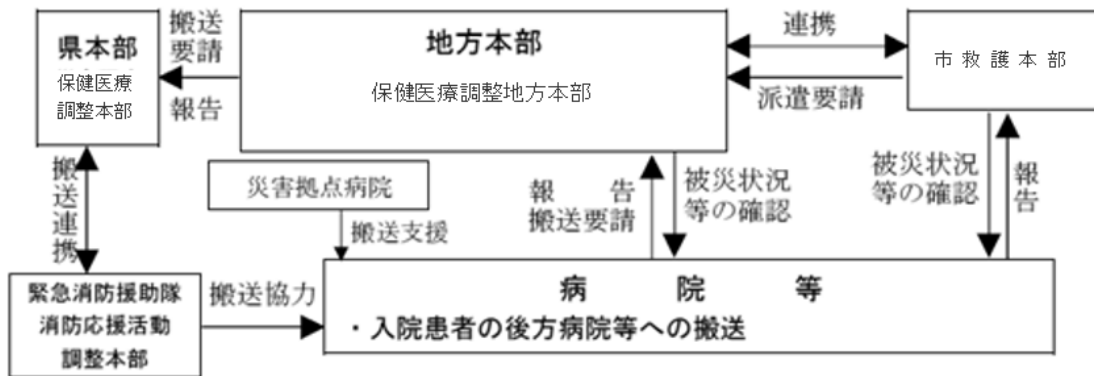 県本部
保健医療
調整本部
搬送
要請
報告
地方本部
保健医療調整地方本部
連携
派遣要請
市救護本部
搬送連携
災害拠点病院
搬送支援
報告
搬送要請
被災状況
等の確認
被災状況
等の確認
報告
緊急消防援助隊
消防応援活動
調整本部
搬送協力
病院等
・入院患者の後方病院等への搬送